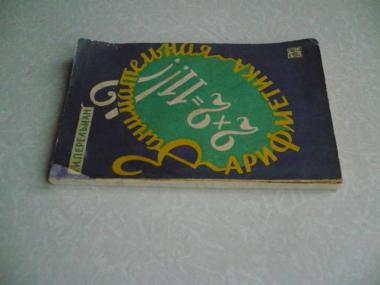 И.ПЕРЕЛЬМАН
Занимательная
АРИФМЕТИКА
2+2=11!!
?